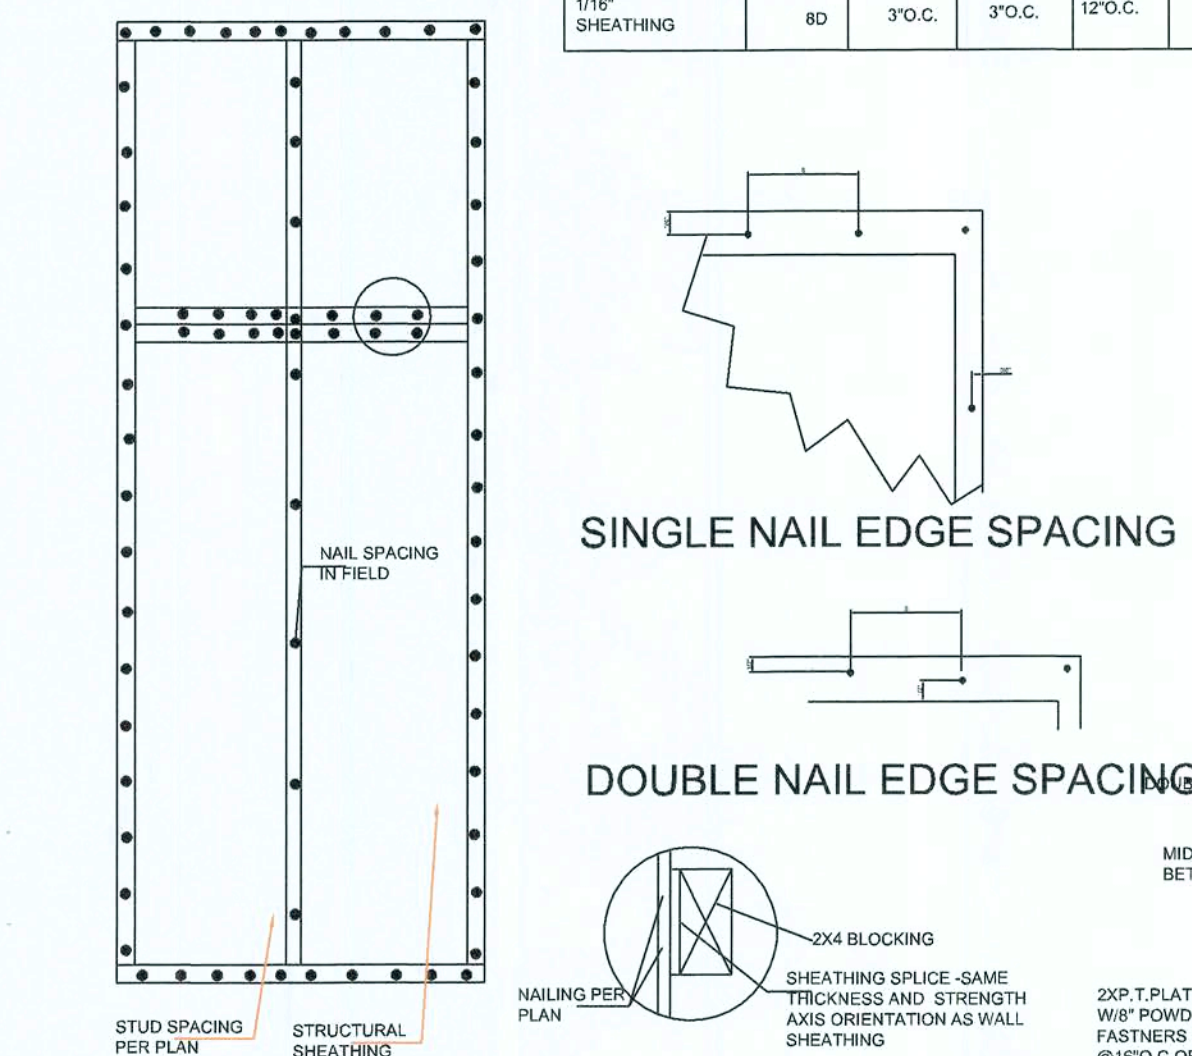 1/16"
SHEATHING
8D
3"O.C.
3"O.C.
12"O.C.
SINGLE NAIL EDGE SPACING
NAIL SPACING
IN FIELD
DOUBLE NAIL EDGE SPACING
MID
BET
2X4 BLOCKING
SHEATHING SPLICE -SAME
THICKNESS AND STRENGTH
AXIS ORIENTATION AS WALL
SHEATHING
NAILING PER
PLAN
2XP.T.PLAT
W/8" POWD
FASTNERS
@16"O.C.
STUD SPACING
PER PLAN
STRUCTURAL
SHEATHING